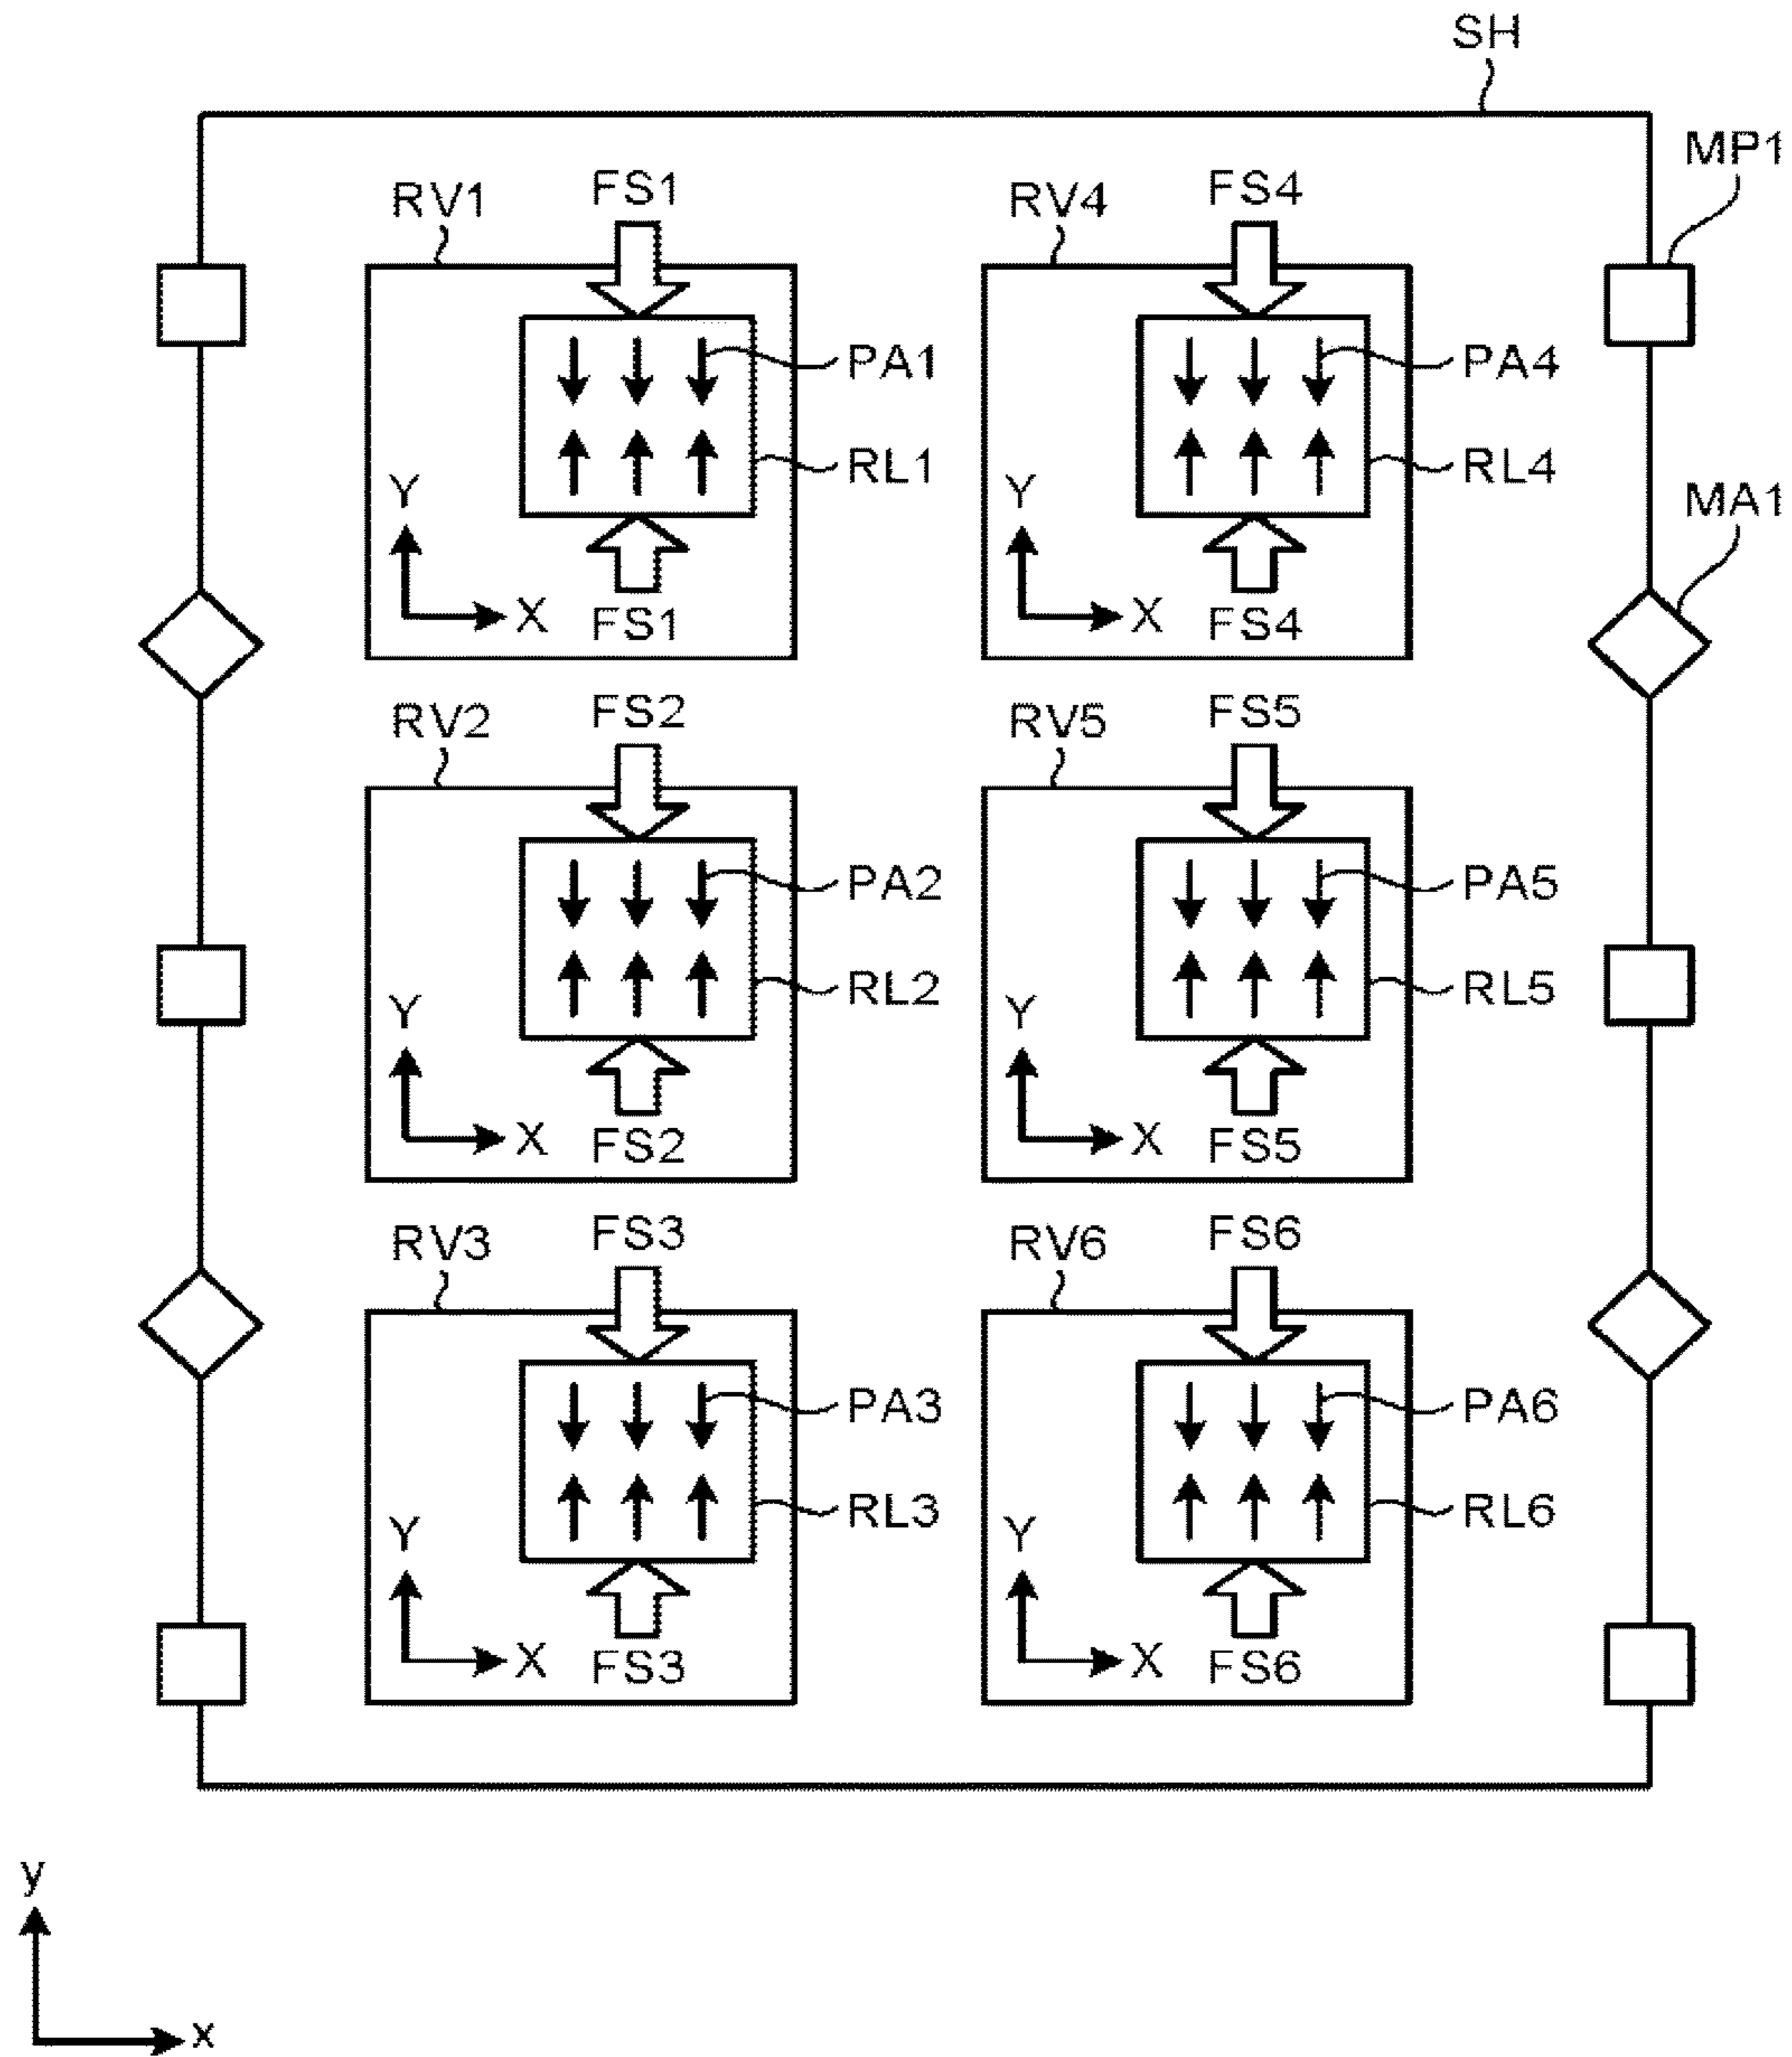 SH
MP1
RV1 FS1 RV4 FS4
PA1 PA4
RL1 RL4
Y Y MA1
X FS1 X FS4
RV2 FS2 RV5 FS5
PA2 PA5
RL2 RL5
Y Y
X FS2 X FS5
RV3 FS3 RV6 FS6
PA3 PA6
RL3 RL6
Y Y
X FS3 X FS6
y
x